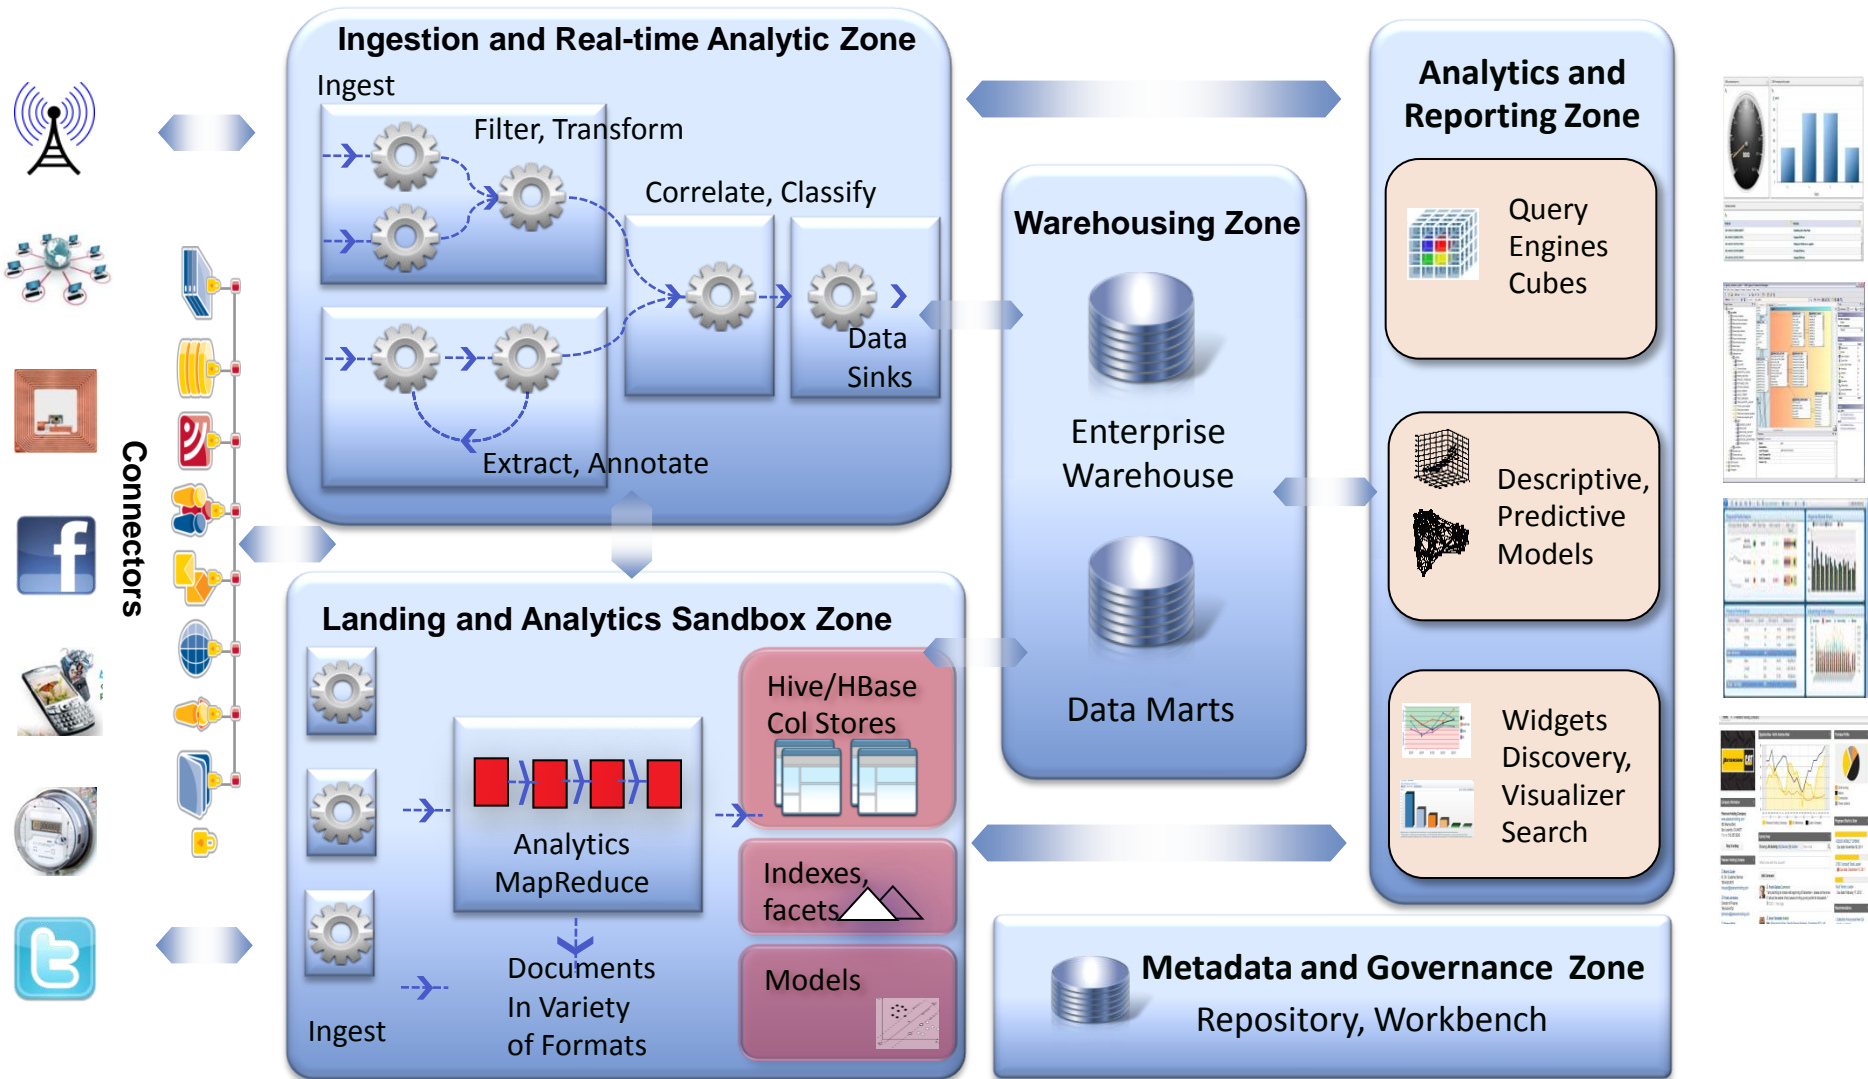 Ingestion and Real-time Analytic Zone
Ingest
Filter, Transform
Correlate, Classify
Data
Sinks
Extract, Annotate
Connectors
Landing and Analytics Sandbox Zone
Hive/HBase
Col Stores
Analytics
MapReduce
Indexes,
facets
Models
Documents
In Variety
of Formats
Ingest
Warehousing Zone
Enterprise
Warehouse
Data Marts
Analytics and
Reporting Zone
Query
Engines
Cubes
Descriptive,
Predictive
Models
Widgets
Discovery,
Visualizer
Search
Metadata and Governance Zone
Repository, Workbench